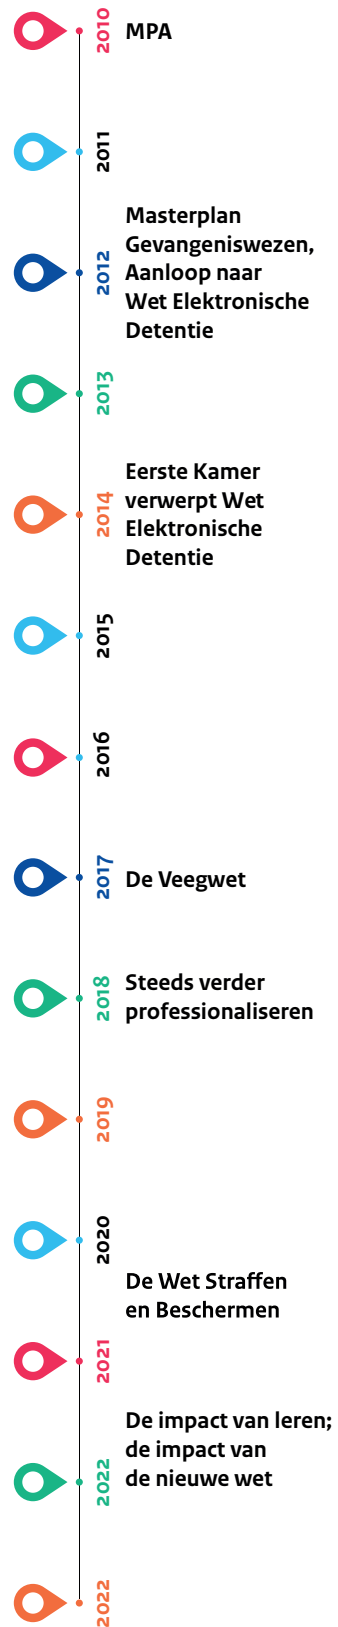 2010
MPA
2011
Masterplan
Gevangeniswezen,
Aanloop naar
2012
Wet Elektronische
Detentie
2013
Eerste Kamer
verwerpt Wet
2014
Elektronische
Detentie
2015
2016
2017
De Veegwet
2018
Steeds verder
professionaliseren
2019
2020
De Wet Straffen
en Beschermen
2021
De impact van leren;
de impact van
de nieuwe wet
2022
2022